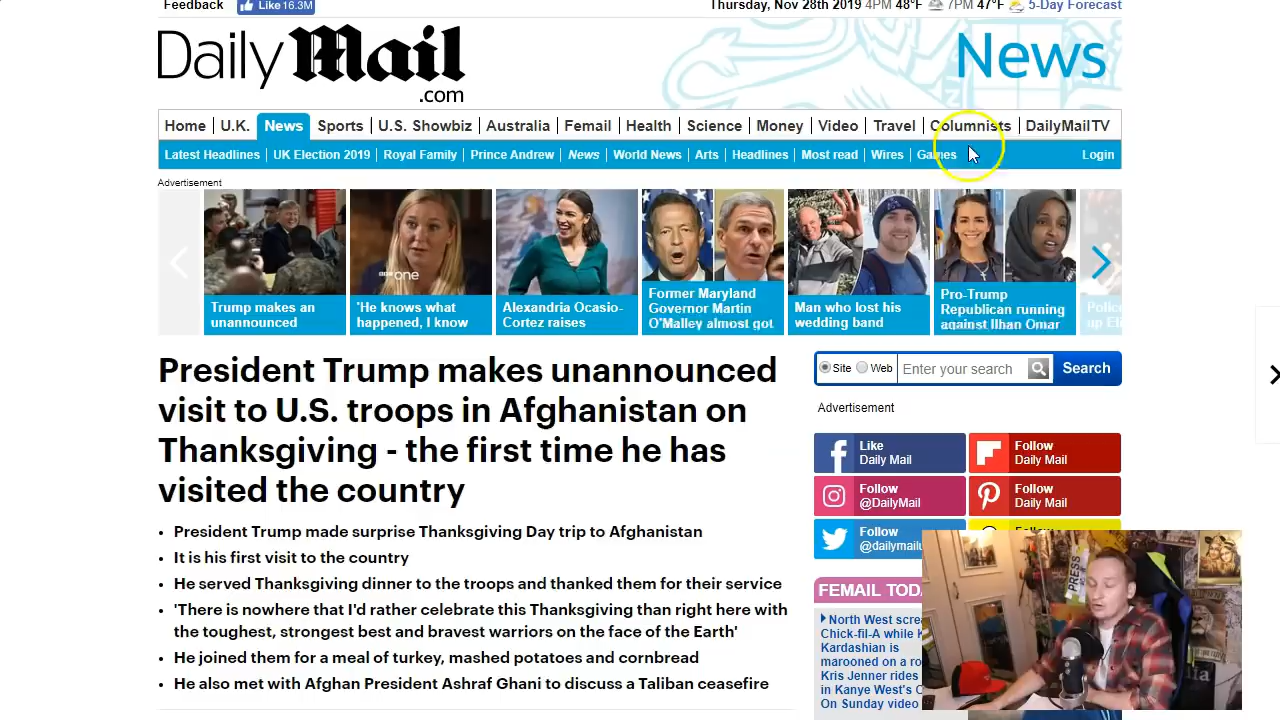 Feedback
Like 16.3M
Thursday, Nov 28th 2019 4PM 48°F 7PM 47°F 5-Day Forecast
Daily Mail
.com
News
Home U.K. News Sports U.S. Showbiz Australia Femail Health Science Money Video Travel Columnists DailyMailTV
Latest Headlines UK Election 2019 Royal Family Prince Andrew News World News Arts Headlines Most read Wires Games Login
Advertisement
one
Trump makes an
unannounced
'He knows what
happened, I know
Alexandria Ocasio-
Cortez raises
Former Maryland
Governor Martin
O'Malley almost got
Man who lost his
wedding band
Pro-Trump
Republican running
against Ilhan Omar
President Trump makes unannounced
visit to U.S. troops in Afghanistan on
Thanksgiving - the first time he has
visited the country
• President Trump made surprise Thanksgiving Day trip to Afghanistan
• It is his first visit to the country
• He served Thanksgiving dinner to the troops and thanked them for their service
• 'There is nowhere that I'd rather celebrate this Thanksgiving than right here with
the toughest, strongest best and bravest warriors on the face of the Earth'
• He joined them for a meal of turkey, mashed potatoes and cornbread
• He also met with Afghan President Ashraf Ghani to discuss a Taliban ceasefire
Site Web Enter your search Search
Advertisement
Like
Daily Mail
Follow
Daily Mail
Follow
@DailyMail
Follow
Daily Mail
Follow
@dailymailu
Follow
FEMAIL TODA
North West screa
Chick-fil-A while K
Kardashian is
marooned on a ro
Kris Jenner rides
in Kanye West's O
On Sunday video
PRESS